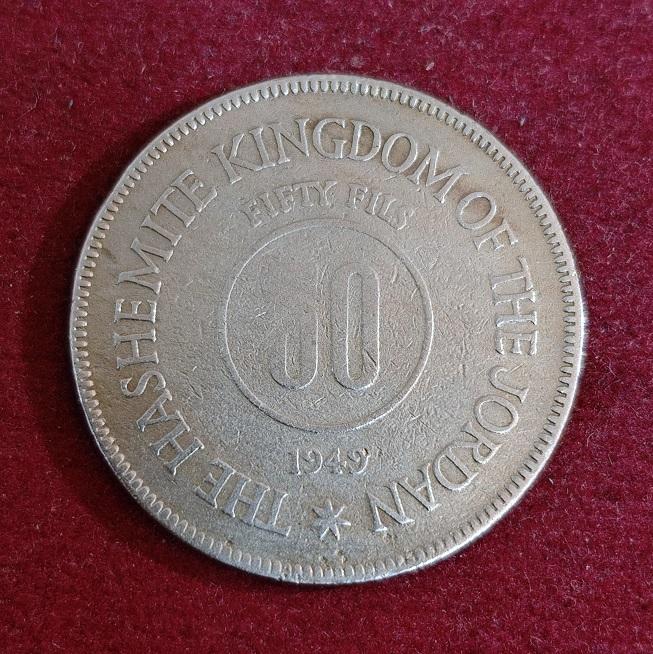 THE HASHEMITE KINGDOM OF THE JORDAN
FIFTY FILS
50
1949